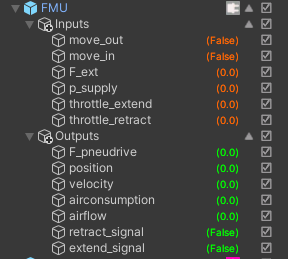 FMU
Inputs
move_out (False)
move_in (False)
F_ext (0.0)
p_supply (0.0)
throttle_extend (0.0)
throttle_retract (0.0)
Outputs
F_pneudrive (0.0)
position (0.0)
velocity (0.0)
airconsumption (0.0)
airflow (0.0)
retract_signal (False)
extend_signal (False)